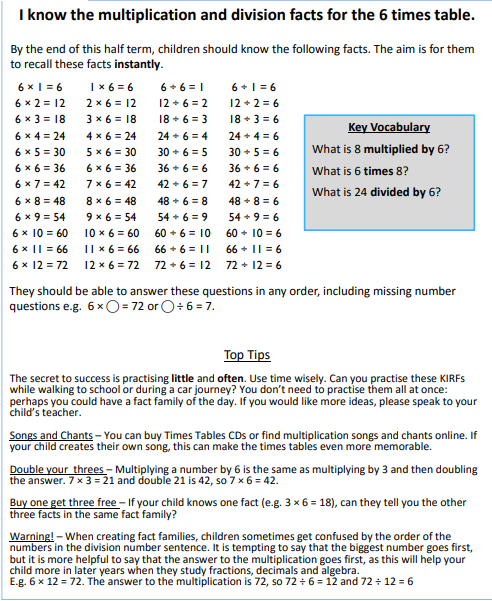 I know the multiplication and division facts for the 6 times table.
By the end of this half term, children should know the following facts. The aim is for them
to recall these facts instantly.
6 × 1 = 6 1 × 6 = 6 6 ÷ 6 = 1 6 ÷ 1 = 6
6 × 2 = 12 2 × 6 = 12 12 ÷ 6 = 2 12 ÷ 2 = 6
6 × 3 = 18 3 × 6 = 18 18 ÷ 6 = 3 18 ÷ 3 = 6
6 × 4 = 24 4 × 6 = 24 24 ÷ 6 = 4 24 ÷ 4 = 6
6 × 5 = 30 5 × 6 = 30 30 ÷ 6 = 5 30 ÷ 5 = 6
6 × 6 = 36 6 × 6 = 36 36 ÷ 6 = 6 36 ÷ 6 = 6
6 × 7 = 42 7 × 6 = 42 42 ÷ 6 = 7 42 ÷ 7 = 6
6 × 8 = 48 8 × 6 = 48 48 ÷ 6 = 8 48 ÷ 8 = 6
6 × 9 = 54 9 × 6 = 54 54 ÷ 6 = 9 54 ÷ 9 = 6
6 × 10 = 60 10 × 6 = 60 60 ÷ 6 = 10 60 ÷ 10 = 6
6 × 11 = 66 11 × 6 = 66 66 ÷ 6 = 11 66 ÷ 11 = 6
6 × 12 = 72 12 × 6 = 72 72 ÷ 6 = 12 72 ÷ 12 = 6
Key Vocabulary
What is 8 multiplied by 6?
What is 6 times 8?
What is 24 divided by 6?
They should be able to answer these questions in any order, including missing number
questions e.g. 6 × ◯ = 72 or ◯ ÷ 6 = 7.
Top Tips
The secret to success is practising little and often. Use time wisely. Can you practise these KIRFs
while walking to school or during a car journey? You don't need to practise them all at once:
perhaps you could have a fact family of the day. If you would like more ideas, please speak to your
child's teacher.
Songs and Chants – You can buy Times Tables CDs or find multiplication songs and chants online. If
your child creates their own song, this can make the times tables even more memorable.
Double your threes – Multiplying a number by 6 is the same as multiplying by 3 and then doubling
the answer. 7 × 3 = 21 and double 21 is 42, so 7 × 6 = 42.
Buy one get three free – If your child knows one fact (e.g. 3 × 6 = 18), can they tell you the other
three facts in the same fact family?
Warning! – When creating fact families, children sometimes get confused by the order of the
numbers in the division number sentence. It is tempting to say that the biggest number goes first,
but it is more helpful to say that the answer to the multiplication goes first, as this will help your
child more in later years when they study fractions, decimals and algebra.
E.g. 6 × 12 = 72. The answer to the multiplication is 72, so 72 ÷ 6 = 12 and 72 ÷ 12 = 6